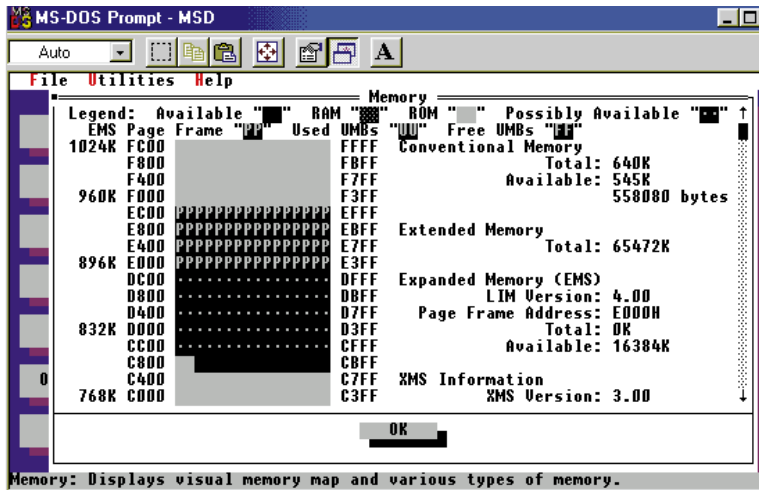 MS-DOS Prompt - MSD
Auto
A
File Utilities Help
Memory
Legend: Available " " RAM " " ROM " " Possibly Available ".."
EMS Page Frame "PP" Used UMBs "UU" Free UMBs "FF"
1024K FC00 FFFF Conventional Memory
F800 FBFF Total: 640K
F400 F7FF Available: 545K
960K F000 F3FF 558080 bytes
EC00 PPPPPPPPPPPPPPPP EFFF
E800 PPPPPPPPPPPPPPPP EBFF Extended Memory
E400 PPPPPPPPPPPPPPPP E7FF Total: 65472K
896K E000 PPPPPPPPPPPPPPPP E3FF
DC00 ................ DFFF Expanded Memory (EMS)
D800 ................ DBFF LIM Version: 4.00
D400 ................ D7FF Page Frame Address: E000H
832K D000 ................ D3FF Total: 0K
CC00 ................ CFFF Available: 16384K
C800 CBFF
C400 C7FF XMS Information
768K C000 C3FF XMS Version: 3.00
OK
Memory: Displays visual memory map and various types of memory.